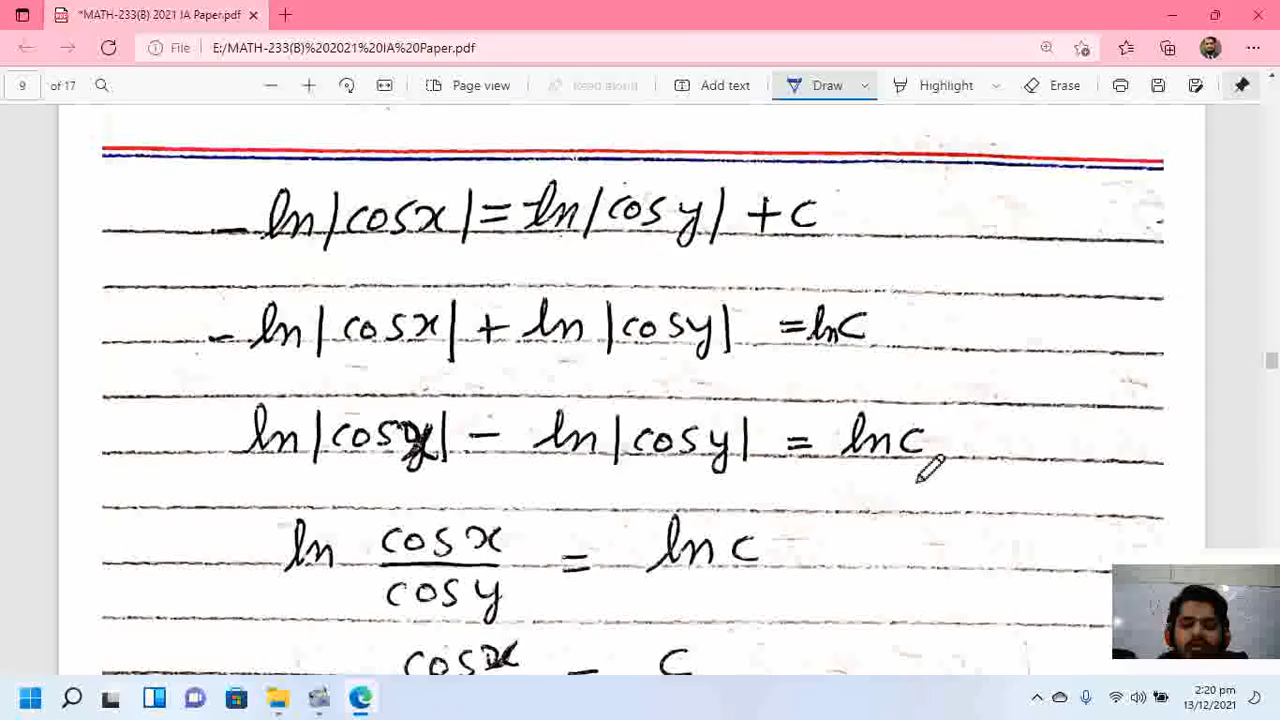 *MATH-233(B) 2021 IA Paper.pdf
File E:/MATH-233(B)%202021%20IA%20Paper.pdf
9 of 17 Page view Read aloud Add text Draw Highlight Erase
- ln|cosx| = -ln|cosy| + c
- ln|cosx| + ln|cosy| = lnc
ln|cosx| - ln|cosy| = lnc
ln cosx/cosy = lnc
cosx = c
2:20 pm
13/12/2021